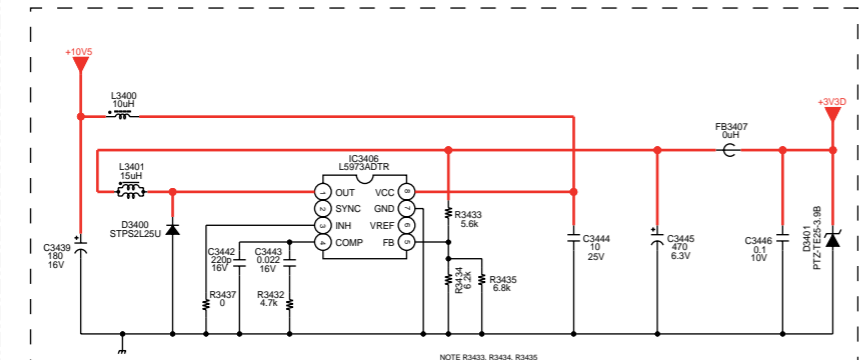 +10V5
L3400
10uH
+3V3D
FB3407
0uH
L3401
15uH
IC3406
L5973ADTR
1 OUT
VCC 8
2 SYNC
GND 7
3 INH
VREF 6
4 COMP
FB 5
R3433
5.6k
D3400
STPS2L25U
C3439
180
16V
C3442
220p
16V
C3443
0.022
16V
R3437
0
R3432
4.7k
R3434
6.2k
R3435
6.8k
C3444
10
25V
C3445
470
6.3V
C3446
0.1
10V
D3401
PTZ-TE25-3.9B
NOTE R3433, R3434, R3435